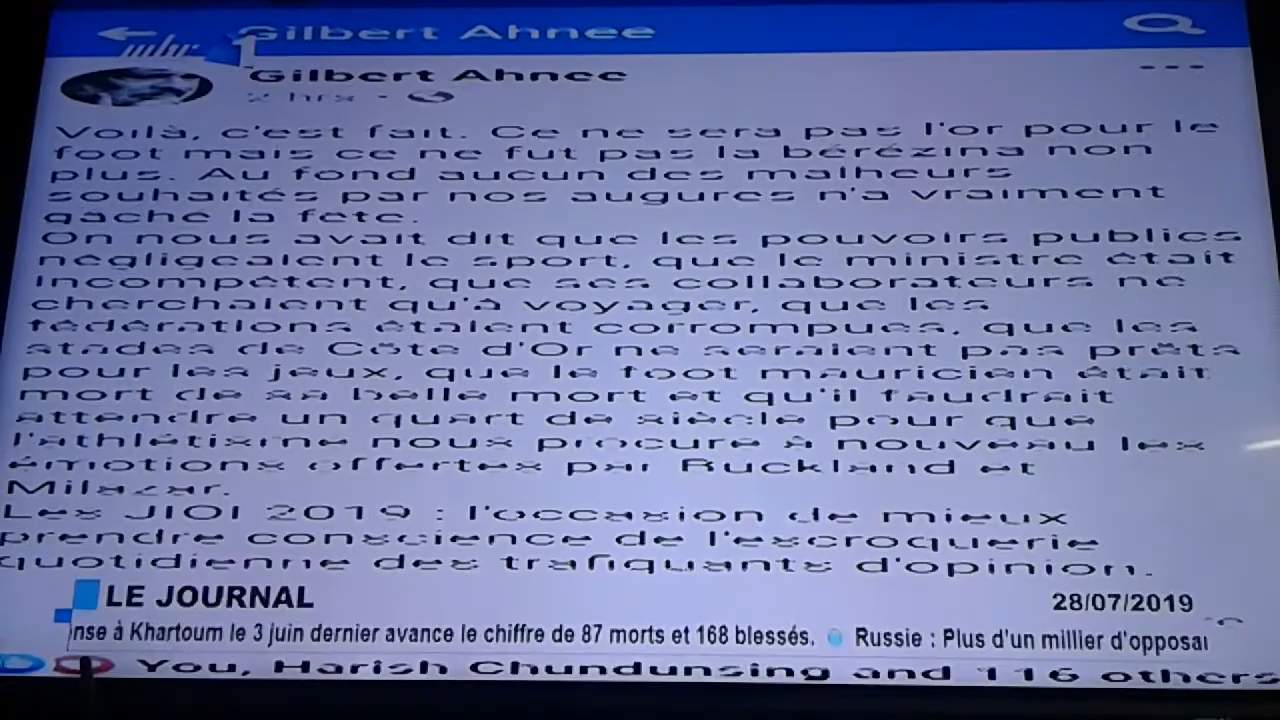 Gilbert Ahnee
Gilbert Ahnee
2 hrs
Voilà, c'est fait. Ce ne sera pas l'or pour le
foot mais ce ne fut pas la bérézina non
plus. Au fond aucun des malheurs
souhaités par nos augures n'a vraiment
gâché la fête.
On nous avait dit que les pouvoirs publics
négligeaient le sport, que le ministre était
incompétent, que ses collaborateurs ne
cherchaient qu'à voyager, que les
fédérations étaient corrompues, que les
stades de Côte d'Or ne seraient pas prêts
pour les jeux, que le foot mauricien était
mort de sa belle mort et qu'il faudrait
attendre un quart de siècle pour que
l'athlétisme nous procure à nouveau les
émotions offertes par Buckland et
Milazar.
Les JIOI 2019 : l'occasion de mieux
prendre conscience de l'escroquerie
quotidienne des trafiquants d'opinion.
LE JOURNAL
28/07/2019
nse à Khartoum le 3 juin dernier avance le chiffre de 87 morts et 168 blessés. Russie : Plus d'un millier d'opposai
You, Harish Chundunsing and 116 others